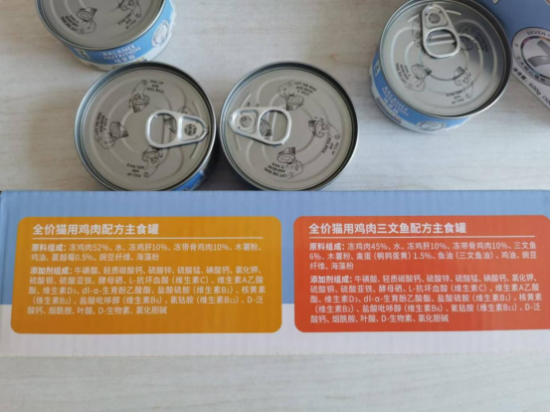 全价猫用鸡肉配方主食罐
原料组成：冻鸡肉52%、水、冻鸡肝10%、冻带骨鸡肉10%、木薯粉、
鸡油、蔓越莓0.5%、豌豆纤维、海藻粉
添加剂组成：牛磺酸、轻质碳酸钙、硫酸锌、硫酸锰、碘酸钙、氯化钾、
硫酸铜、硫酸亚铁、酵母硒、L-抗坏血酸（维生素C）、维生素A乙酸
酯、维生素D₃、dl-α-生育酚乙酸酯、盐酸硫胺（维生素B₁）、核黄素
（维生素B₂）、盐酸吡哆醇（维生素B₆）、氰钴胺（维生素B₁₂）、D-泛
酸钙、烟酰胺、叶酸、D-生物素、氯化胆碱
全价猫用鸡肉三文鱼配方主食罐
原料组成：冻鸡肉45%、水、冻鸡肝10%、冻带骨鸡肉10%、三文鱼
6%、木薯粉、禽蛋（鸭鹑蛋黄）1.5%、鱼油（三文鱼油）、鸡油、豌豆
纤维、海藻粉
添加剂组成：牛磺酸、轻质碳酸钙、硫酸锌、硫酸锰、碘酸钙、氯化钾、
硫酸铜、硫酸亚铁、酵母硒、L-抗坏血酸（维生素C）、维生素A乙酸
酯、维生素D₃、dl-α-生育酚乙酸酯、盐酸硫胺（维生素B₁）、核黄素
（维生素B₂）、盐酸吡哆醇（维生素B₆）、氰钴胺（维生素B₁₂）、D-泛
酸钙、烟酰胺、叶酸、D-生物素、氯化胆碱